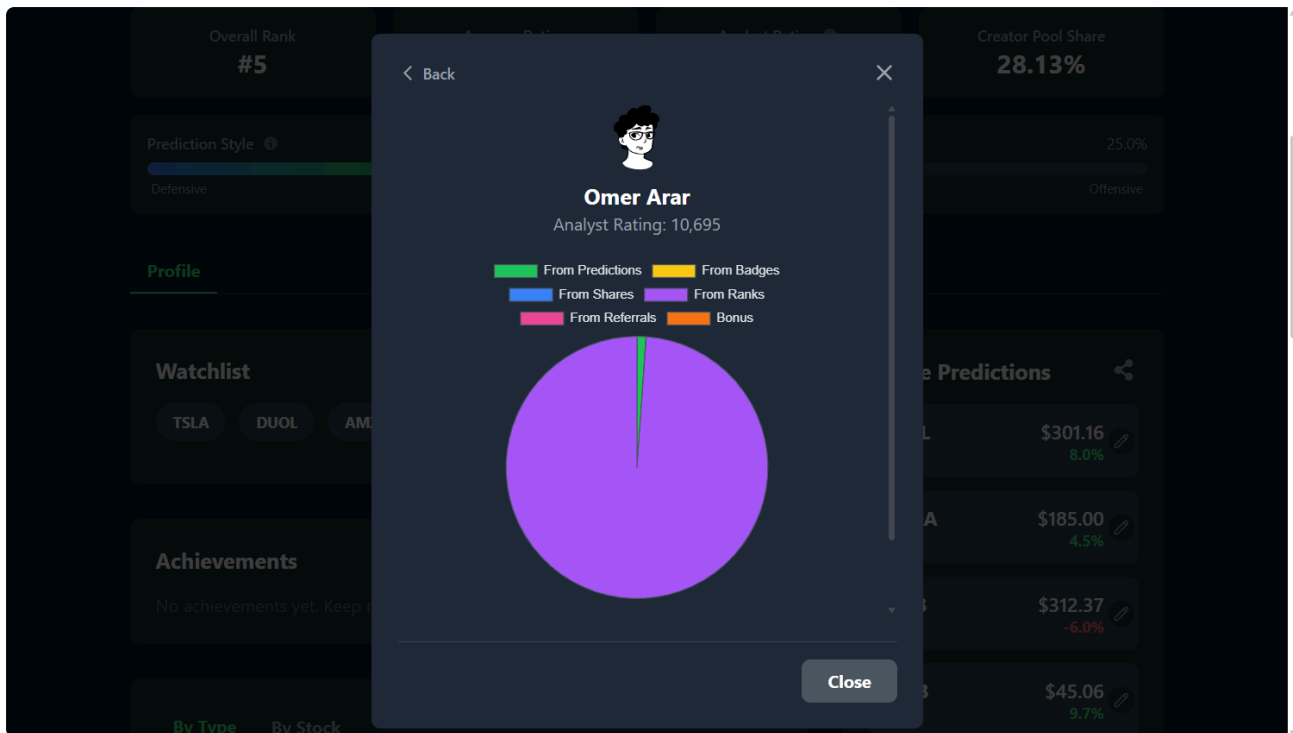 Overall Rank
#5
Creator Pool Share
28.13%
Back
Prediction Style
25.0%
Defensive
Offensive
Omer Arar
Analyst Rating: 10,695
Profile
From Predictions
From Badges
From Shares
From Ranks
From Referrals
Bonus
Watchlist
TSLA DUOL
Predictions
$301.16
8.0%
$185.00
4.5%
Achievements
No achievements yet. Keep
$312.37
-6.0%
Close
$45.06
9.7%
By Type By Stock